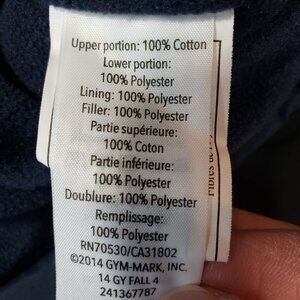 Upper portion: 100% Cotton
Lower portion:
100% Polyester
Lining: 100% Polyester
Filler: 100% Polyester
Partie supérieure:
100% Coton
Partie inférieure:
100% Polyester
Doublure: 100% Polyester
Remplissage:
100% Polyester
RN70530/CA31802
©2014 GYM-MARK, INC.
14 GY FALL 4
241367787